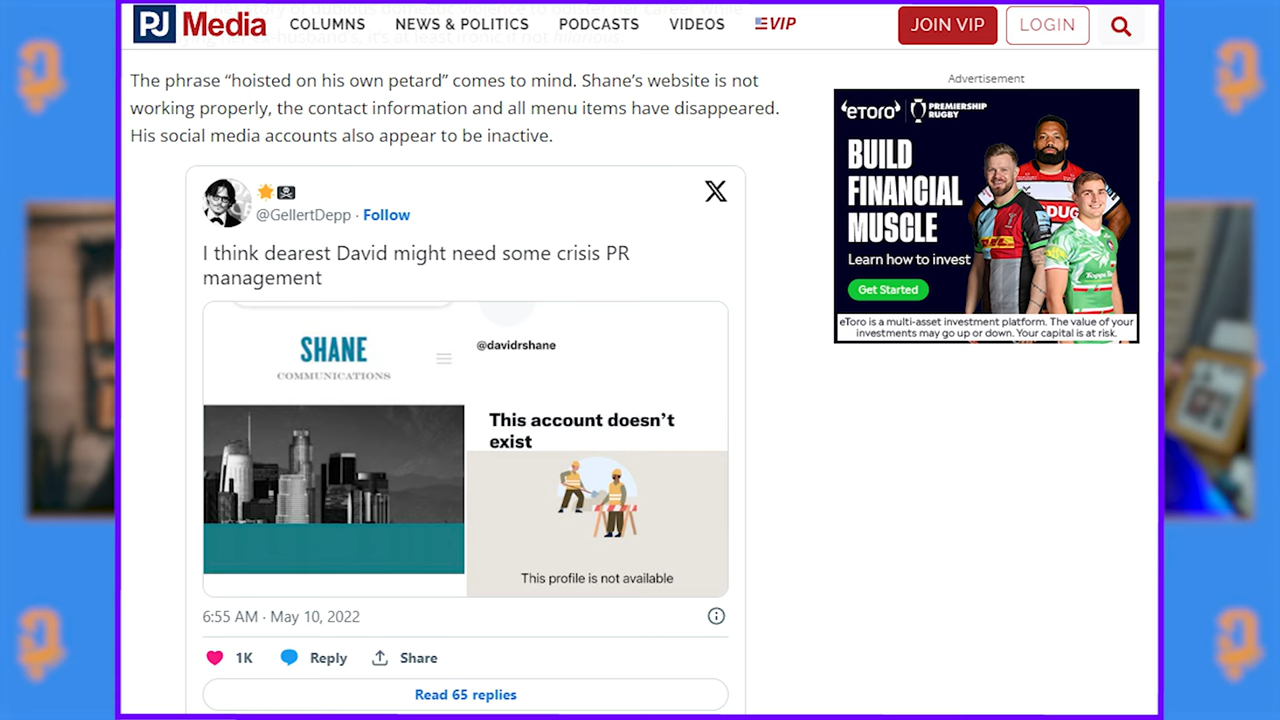 PJ Media
COLUMNS
NEWS & POLITICS
PODCASTS
VIDEOS
VIP
JOIN VIP
LOGIN
The phrase “hoisted on his own petard” comes to mind. Shane’s website is not
working properly, the contact information and all menu items have disappeared.
His social media accounts also appear to be inactive.
@GellertDepp · Follow
X
I think dearest David might need some crisis PR
management
SHANE
COMMUNICATIONS
@davidrshane
This account doesn’t
exist
This profile is not available
6:55 AM · May 10, 2022
1K
Reply
Share
Read 65 replies
Advertisement
eToro
PREMIERSHIP
RUGBY
BUILD
FINANCIAL
MUSCLE
Learn how to invest
Get Started
eToro is a multi-asset investment platform. The value of your
investments may go up or down. Your capital is at risk.